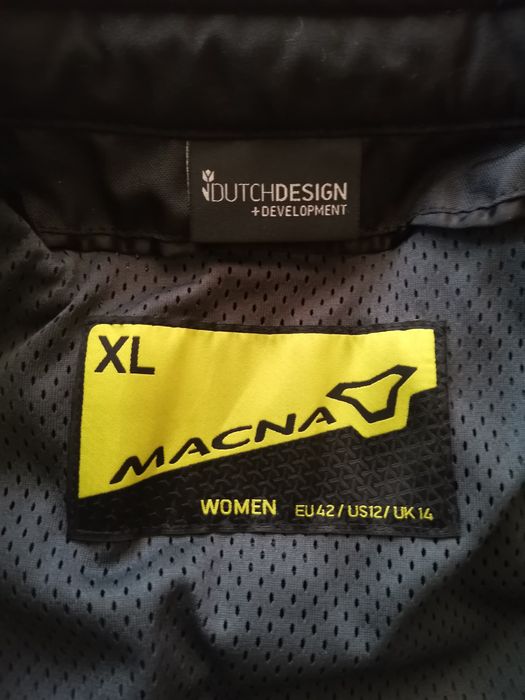 DUTCHDESIGN
+DEVELOPMENT
XL
MACNA
WOMEN EU42/US12/UK14